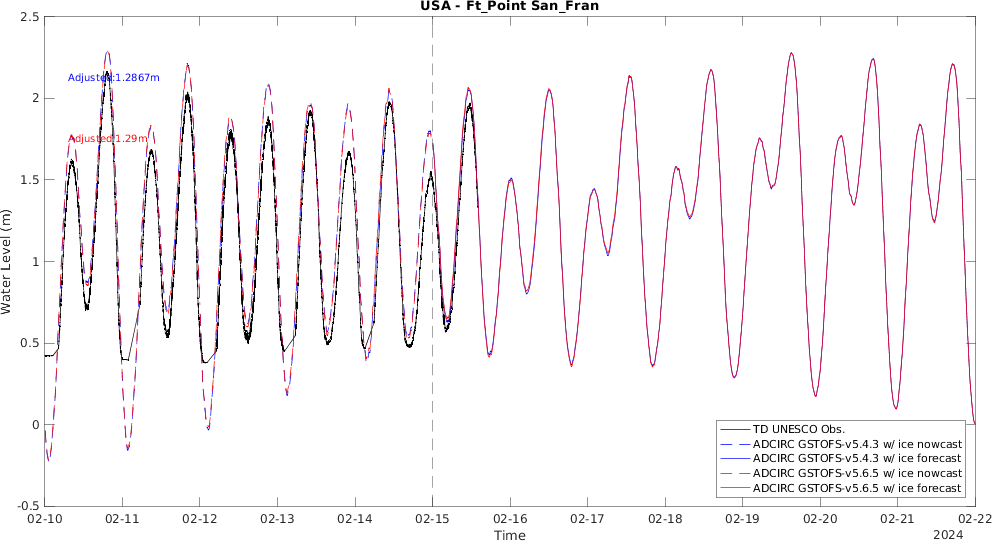 USA - Ft_Point San_Fran
2.5
2
1.5
1
0.5
0
-0.5
Water Level (m)
Adjusted:1.2867m
Adjusted:1.29m
TD UNESCO Obs.
ADCIRC GSTOFS-v5.4.3 w/ ice nowcast
ADCIRC GSTOFS-v5.4.3 w/ ice forecast
ADCIRC GSTOFS-v5.6.5 w/ ice nowcast
ADCIRC GSTOFS-v5.6.5 w/ ice forecast
02-10 02-11 02-12 02-13 02-14 02-15 02-16 02-17 02-18 02-19 02-20 02-21 02-22
Time
2024